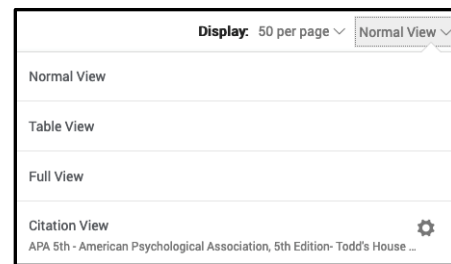 Display: 50 per page Normal View
Normal View
Table View
Full View
Citation View
APA 5th - American Psychological Association, 5th Edition- Todd's House ...